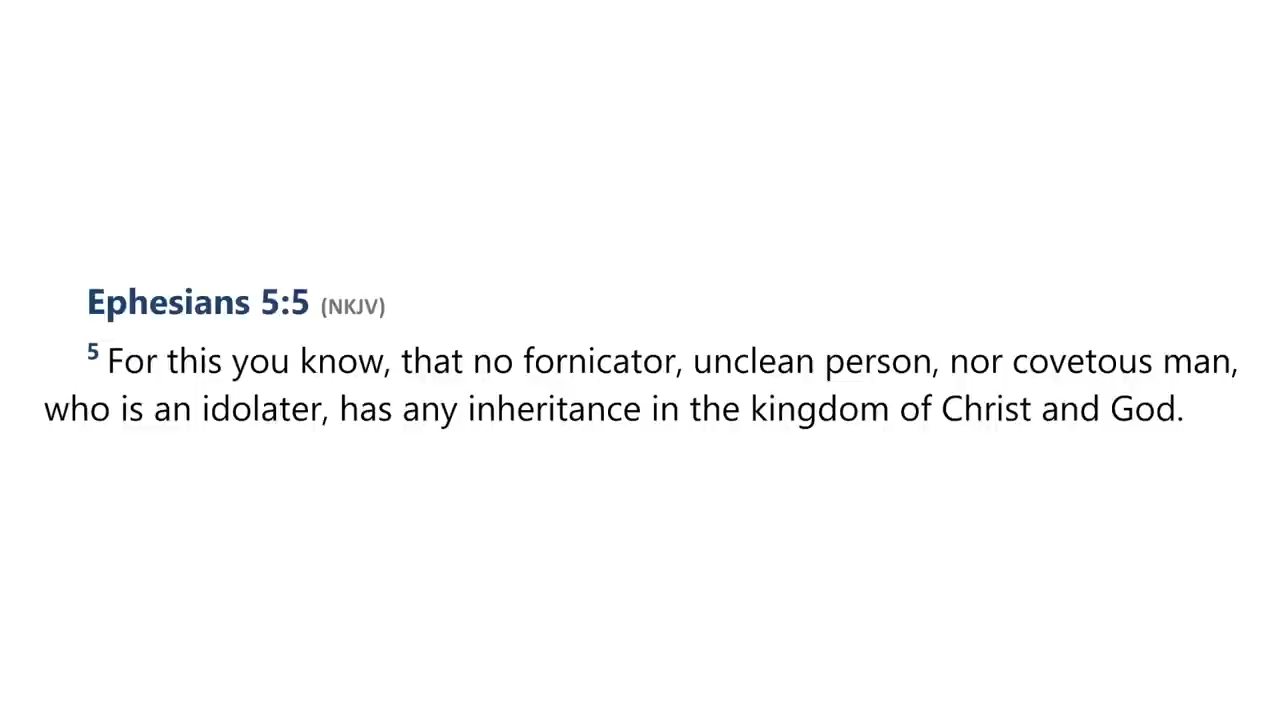 Ephesians 5:5 (NKJV)
5 For this you know, that no fornicator, unclean person, nor covetous man,
who is an idolater, has any inheritance in the kingdom of Christ and God.